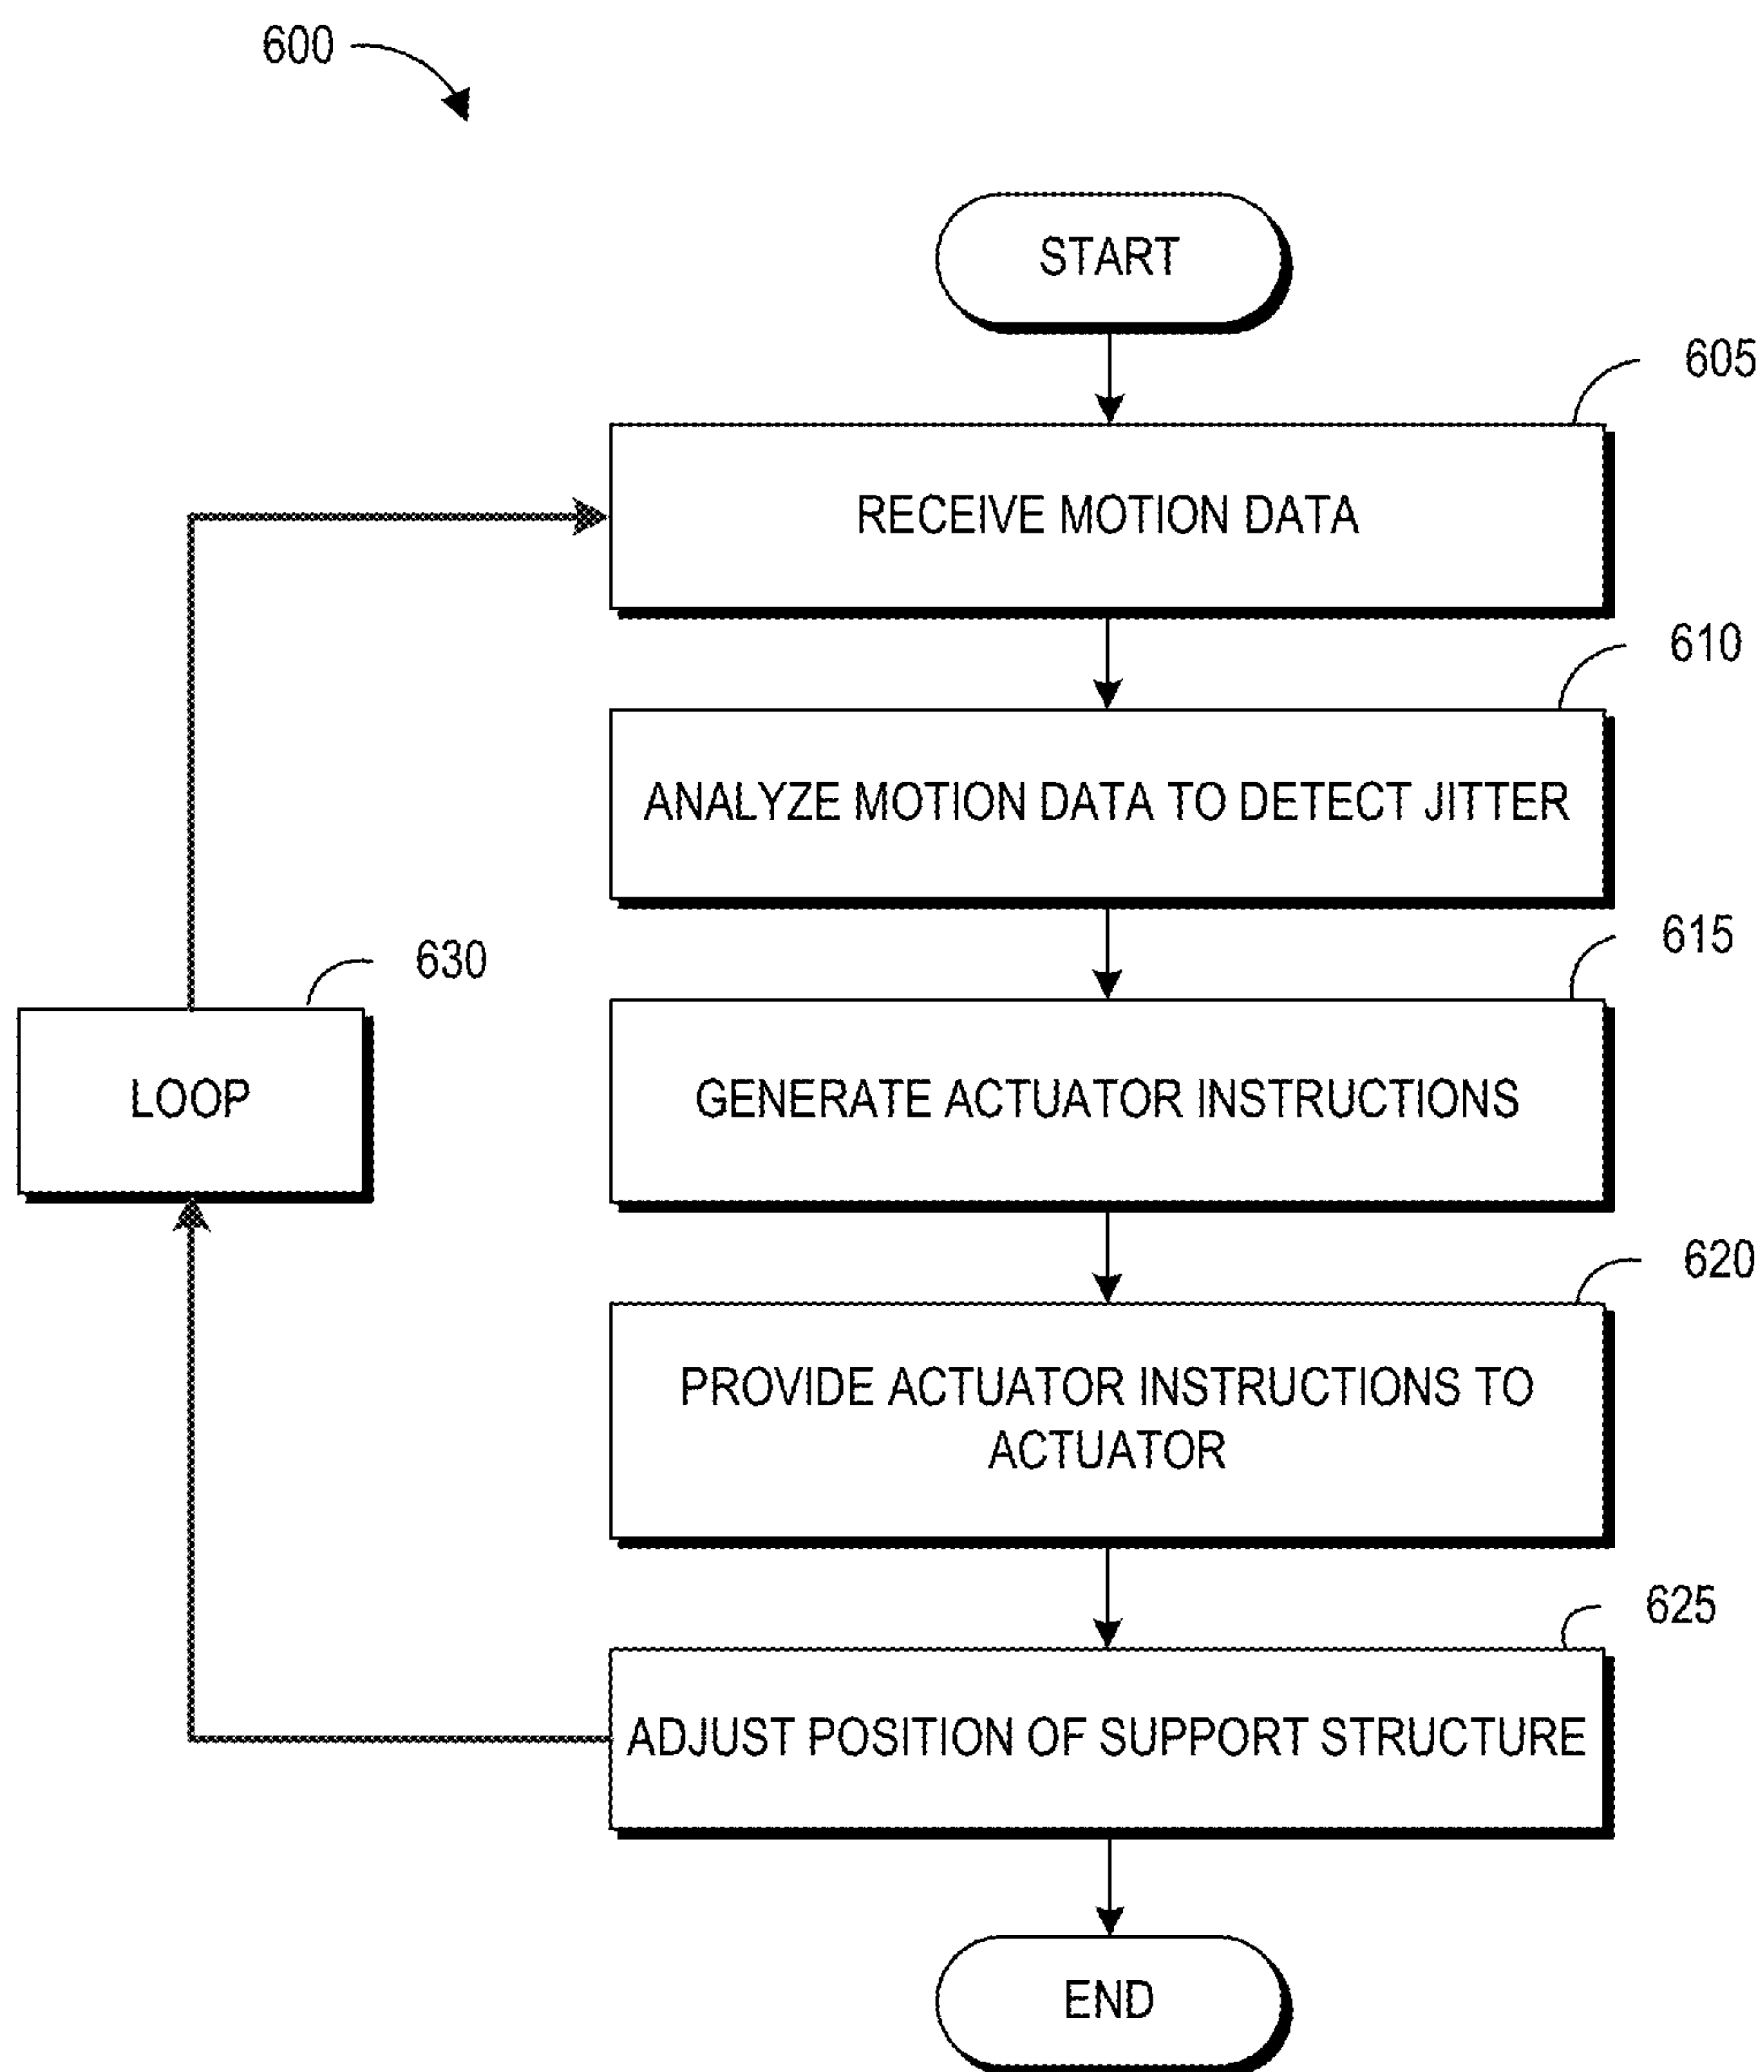 600
START
605
RECEIVE MOTION DATA
610
ANALYZE MOTION DATA TO DETECT JITTER
615
630
LOOP
GENERATE ACTUATOR INSTRUCTIONS
620
PROVIDE ACTUATOR INSTRUCTIONS TO
ACTUATOR
625
ADJUST POSITION OF SUPPORT STRUCTURE
END